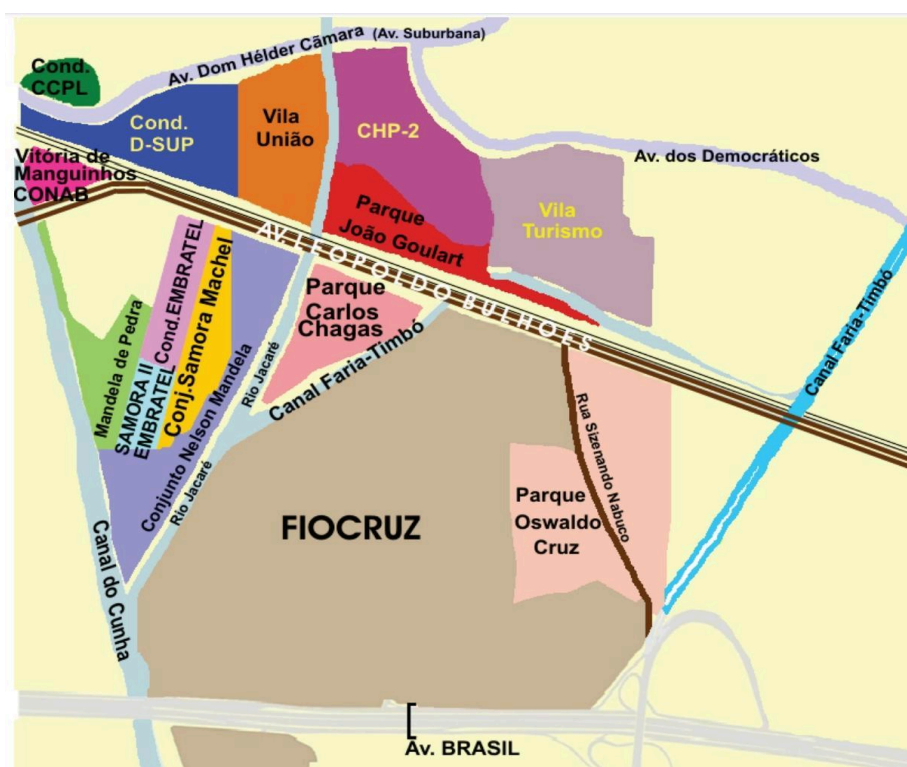 Av. Dom Hélder Cãmara (Av. Suburbana)
Cond.
CCPL
Cond.
D-SUP
Vila
União
CHP-2
Av. dos Democráticos
Vitória de
Manguinhos
CONAB
Parque
João Goulart
Vila
Turismo
AV. LEOPOLDO BULHOES
Mandela de Pedra
SAMORA II
EMBRATEL
Cond.EMBRATEL
Conj.Samora Machel
Conjunto Nelson Mandela
Rio Jacaré
Rio Jacaré
Parque
Carlos
Chagas
Canal Faria-Timbó
Canal Faria-Timbó
Rua Sizenando Nabuco
Parque
Oswaldo
Cruz
FIOCRUZ
Canal do Cunha
Av. BRASIL